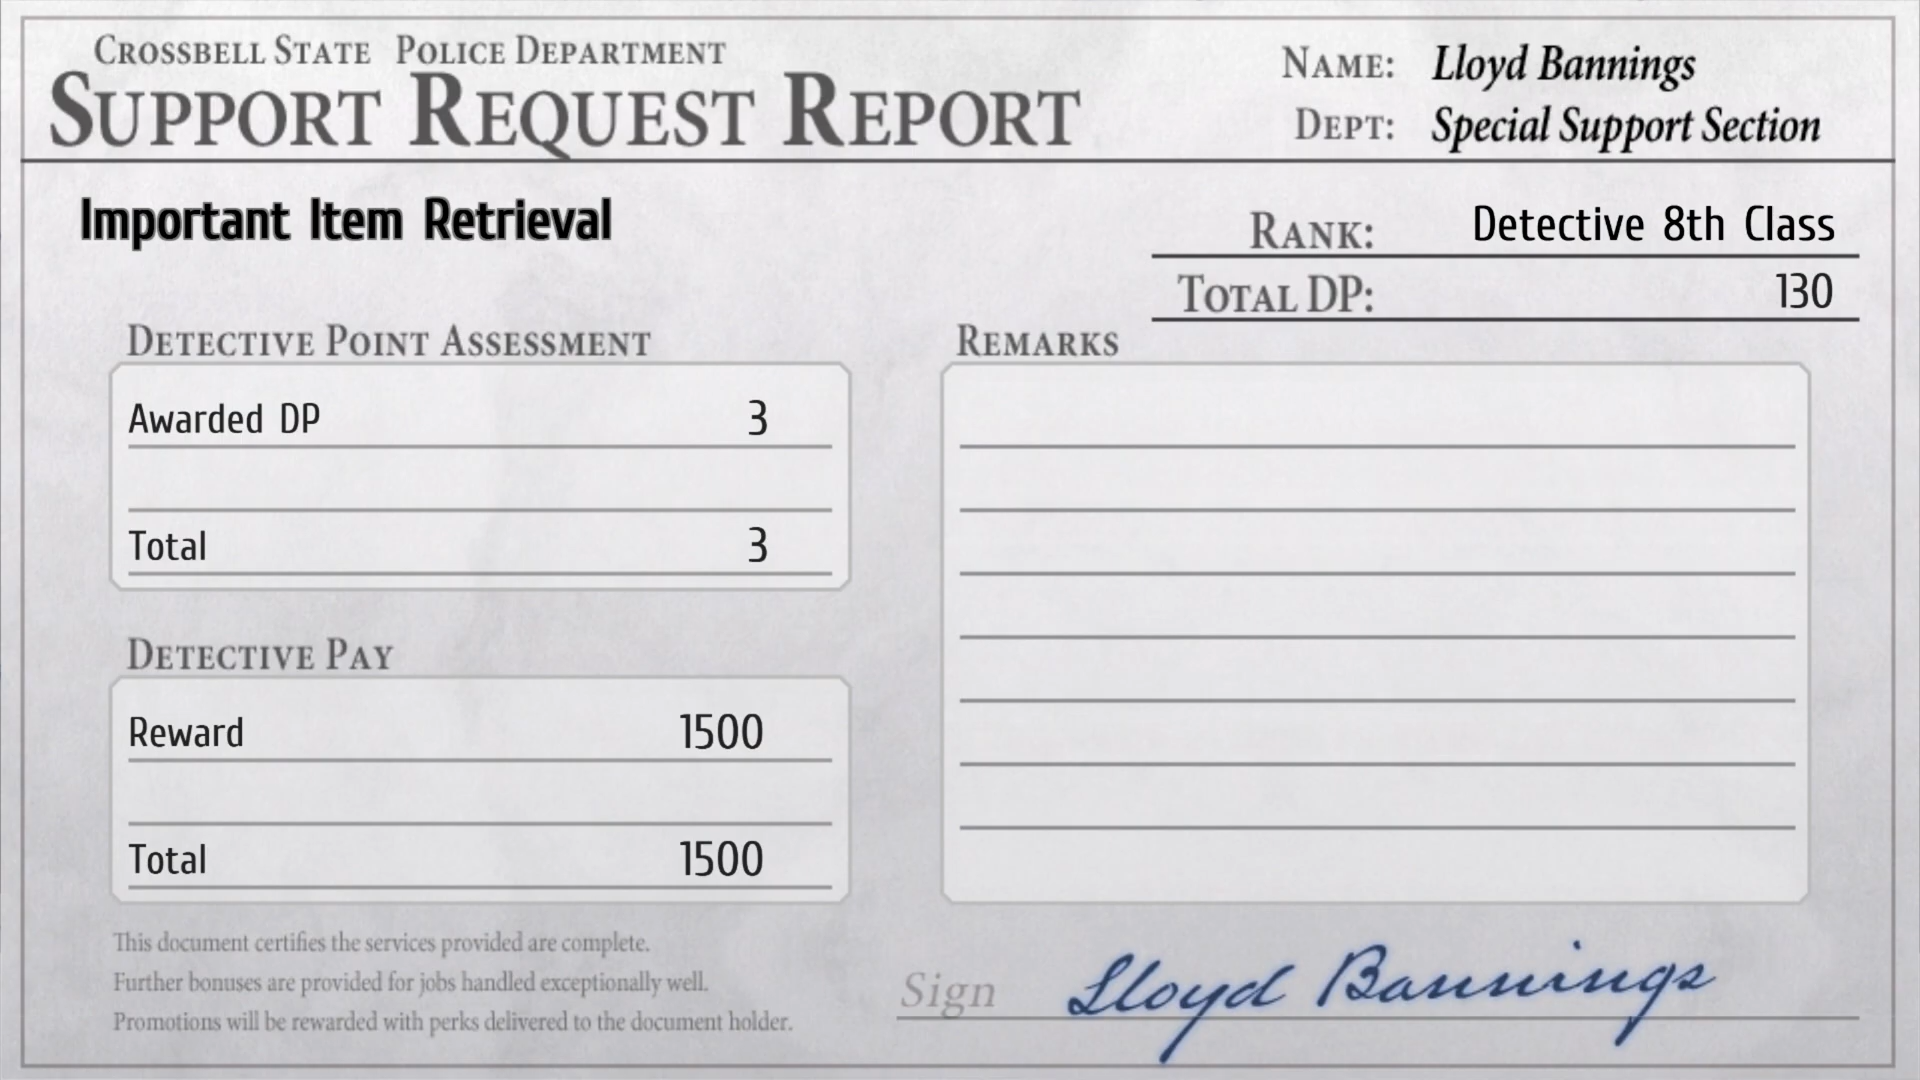 Crossbell State Police Department
Support Request Report
Name: Lloyd Bannings
Dept: Special Support Section
Important Item Retrieval
Rank: Detective 8th Class
Total DP: 130
Detective Point Assessment
Awarded DP 3
Total 3
Detective Pay
Reward 1500
Total 1500
Remarks
This document certifies the services provided are complete.
Further bonuses are provided for jobs handled exceptionally well.
Promotions will be rewarded with perks delivered to the document holder.
Sign Lloyd Bannings